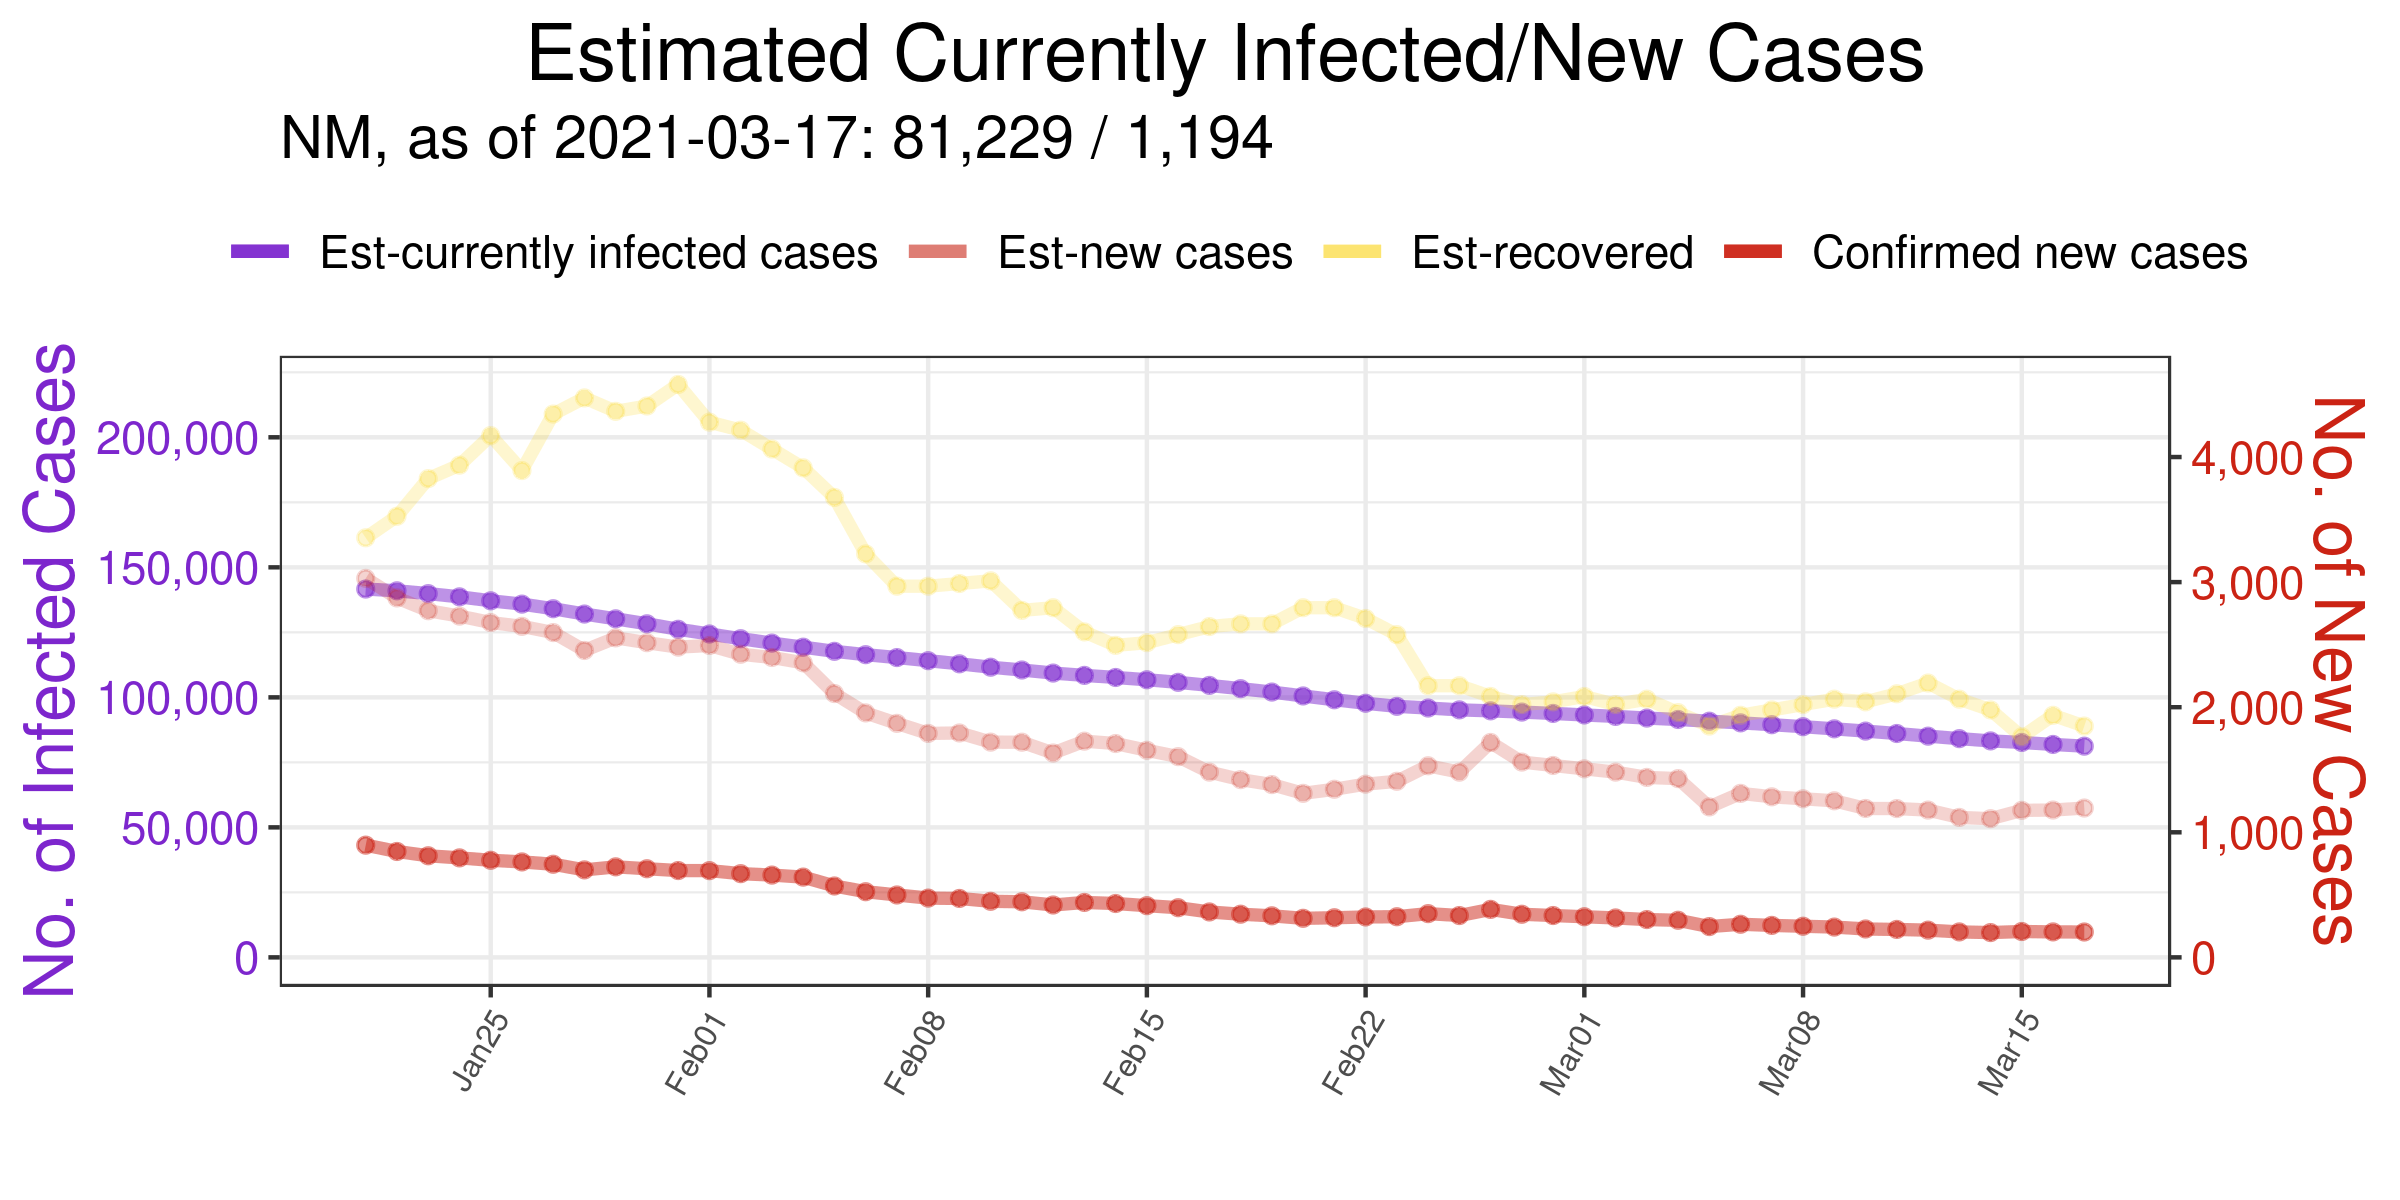 Estimated Currently Infected/New Cases
NM, as of 2021-03-17: 81,229 / 1,194
Est-currently infected cases Est-new cases Est-recovered Confirmed new cases
No. of Infected Cases
200,000
150,000
100,000
50,000
0
4,000
3,000
2,000
1,000
0
No. of New Cases
Jan25 Feb01 Feb08 Feb15 Feb22 Mar01 Mar08 Mar15